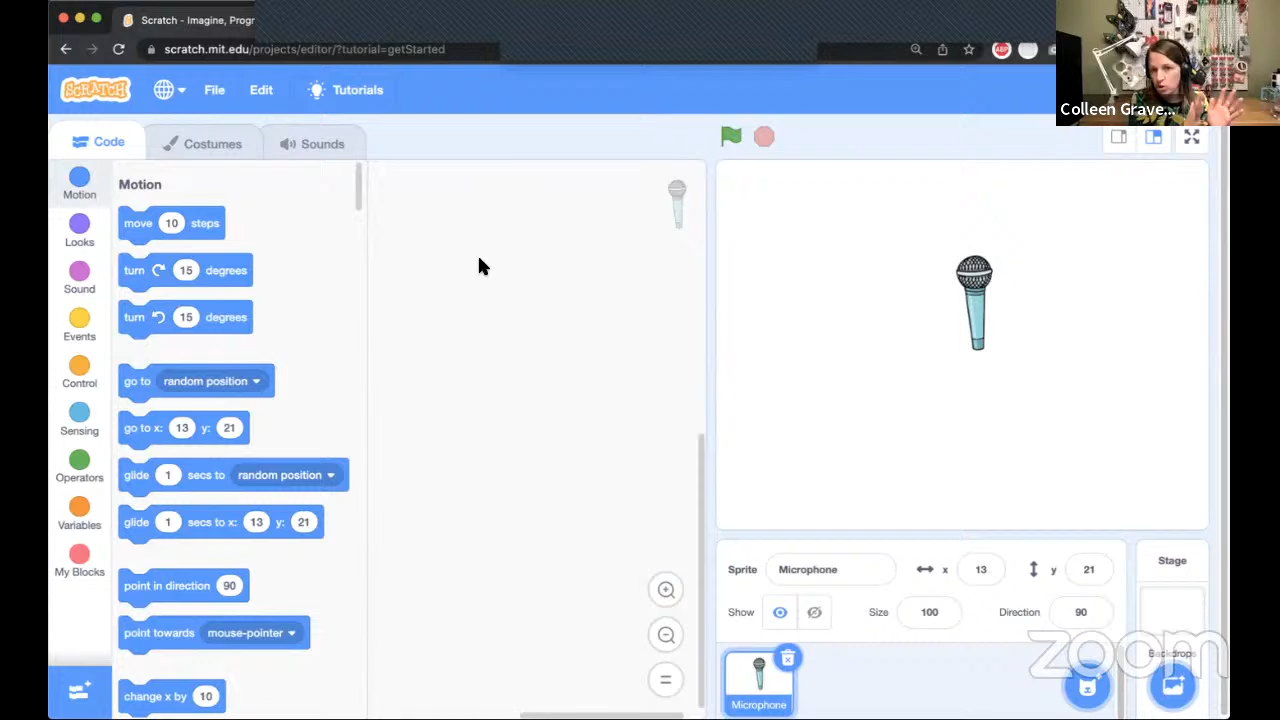 Scratch - Imagine, Progr
scratch.mit.edu/projects/editor/?tutorial=getStarted
ABP
Colleen Grave...
SCRATCH
File
Edit
Tutorials
Code
Costumes
Sounds
Motion
Looks
Sound
Events
Control
Sensing
Operators
Variables
My Blocks
Motion
move 10 steps
turn 15 degrees
turn 15 degrees
go to random position
go to x: 13 y: 21
glide 1 secs to random position
glide 1 secs to x: 13 y: 21
point in direction 90
point towards mouse-pointer
change x by 10
Sprite Microphone x 13 y 21
Show Size 100 Direction 90
Microphone
Stage
Backdrops
zoom